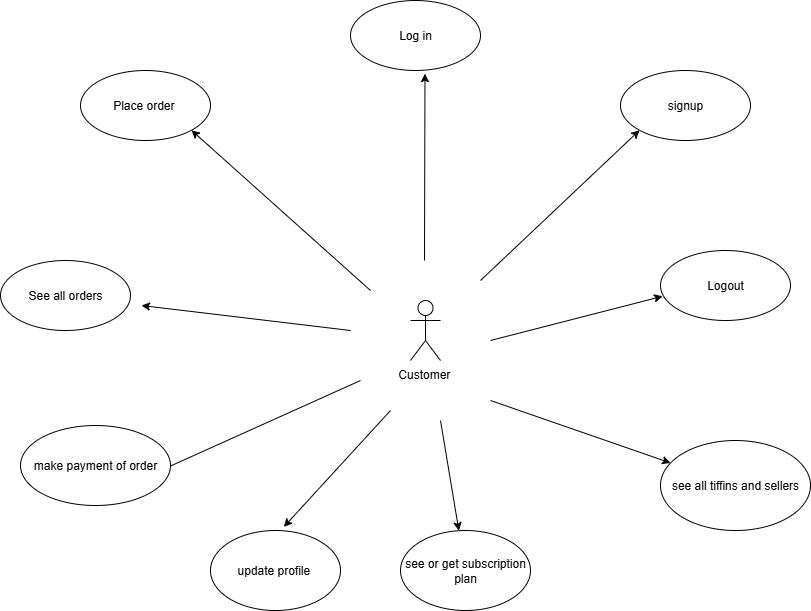 Log in
Place order
signup
See all orders
Logout
Customer
make payment of order
see all tiffins and sellers
update profile
see or get subscription
plan